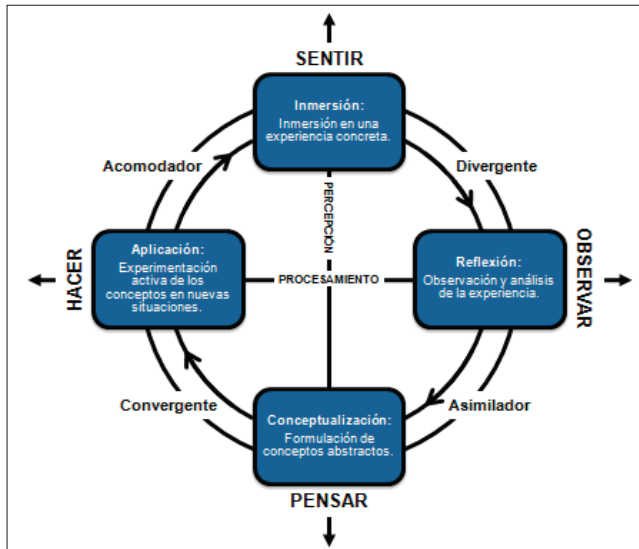 SENTIR
Inmersión:
Inmersión en una
experiencia concreta.
Acomodador
Divergente
PERCEPCIÓN
HACER
Aplicación:
Experimentación
activa de los
conceptos en nuevas
situaciones.
PROCESAMIENTO
Reflexión:
Observación y análisis
de la experiencia.
OBSERVAR
Convergente
Asimilador
Conceptualización:
Formulación de
conceptos abstractos.
PENSAR